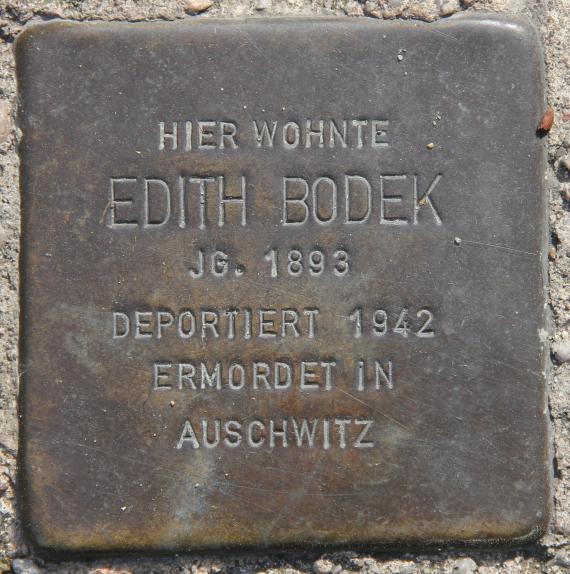 HIER WOHNTE
EDITH BODEK
JG. 1893
DEPORTIERT 1942
ERMORDET IN
AUSCHWITZ